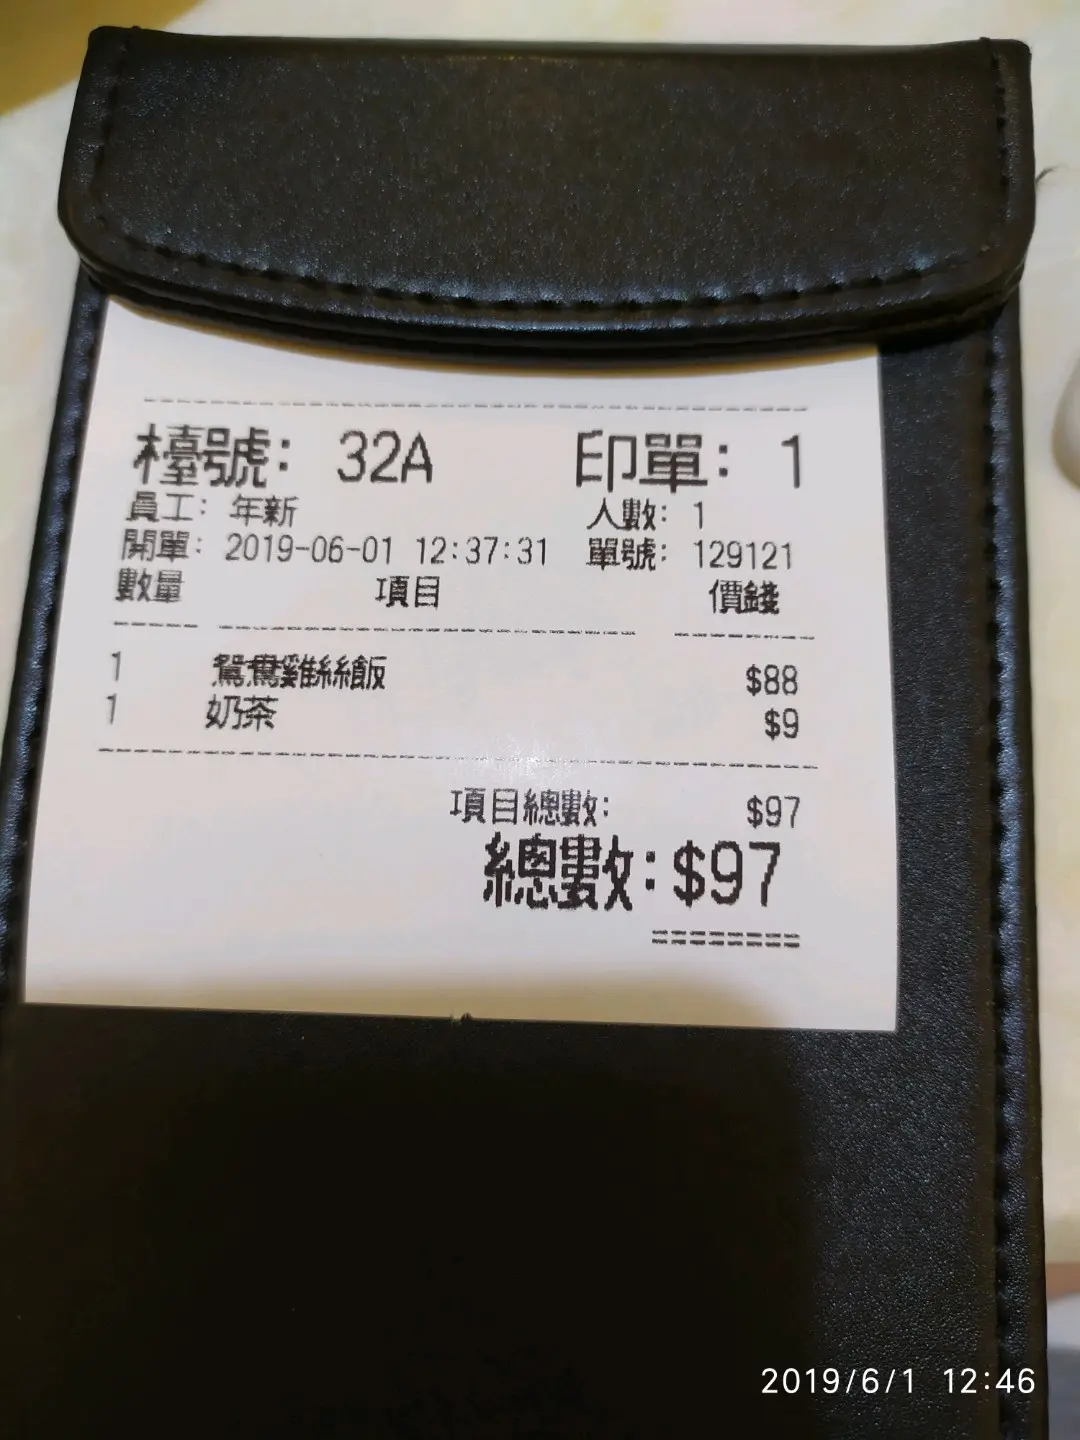 檯號: 32A 印單: 1
員工: 年新 人數: 1
開單: 2019-06-01 12:37:31 單號: 129121
數量 項目 價錢
1 鴛鴦雞絲絲飯 $88
1 奶茶 $9
項目總數: $97
總數: $97
========
2019/6/1 12:46